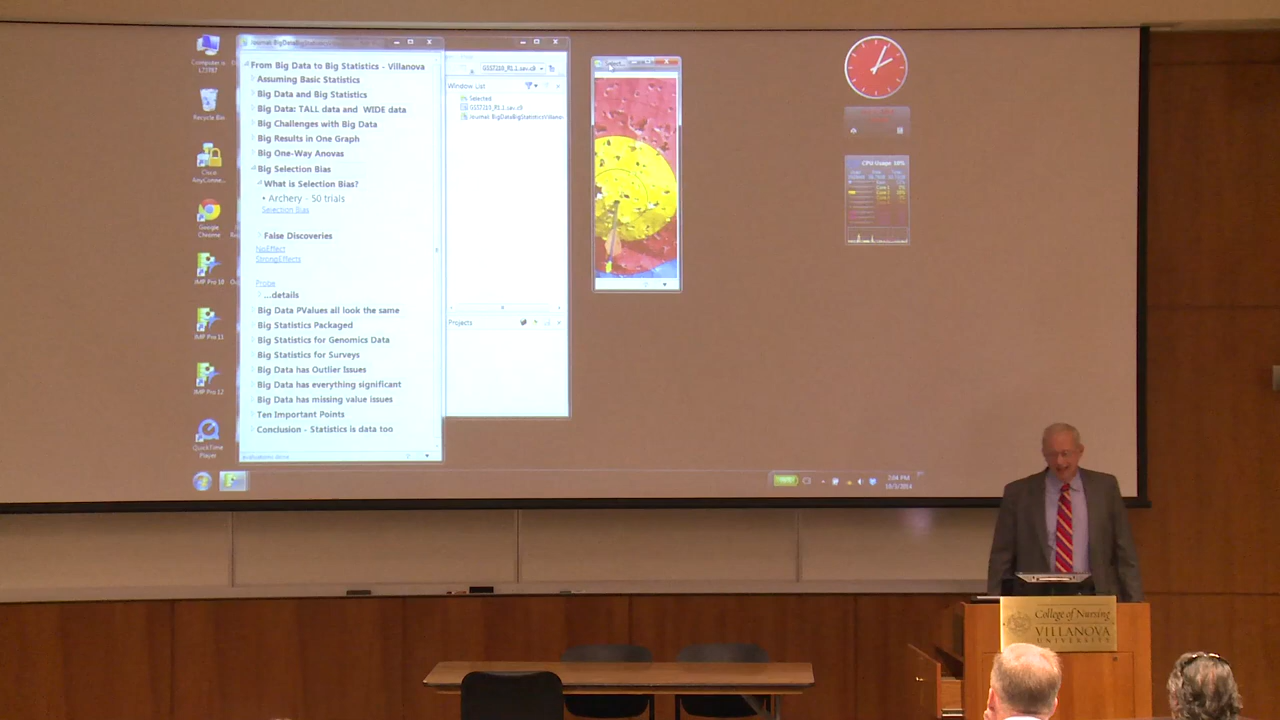 Computer
Recycle Bin
Cisco
AnyConne...
Google
Chrome
JMP Pro 10
JMP Pro 11
JMP Pro 12
QuickTime
Player
From Big Data to Big Statistics - Villanova
Assuming Basic Statistics
Big Data and Big Statistics
Big Data: TALL data and WIDE data
Big Challenges with Big Data
Big Results in One Graph
Big One-Way Anovas
Big Selection Bias
What is Selection Bias?
• Archery - 50 trials
Selection Bias
False Discoveries
NoEffect
StrongEffects
Probe
...details
Big Data PValues all look the same
Big Statistics Packaged
Big Statistics for Genomics Data
Big Statistics for Surveys
Big Data has Outlier Issues
Big Data has everything significant
Big Data has missing value issues
Ten Important Points
Conclusion - Statistics is data too
Window List
Selected
Projects
CPU Usage
College of Nursing
VILLANOVA
UNIVERSITY